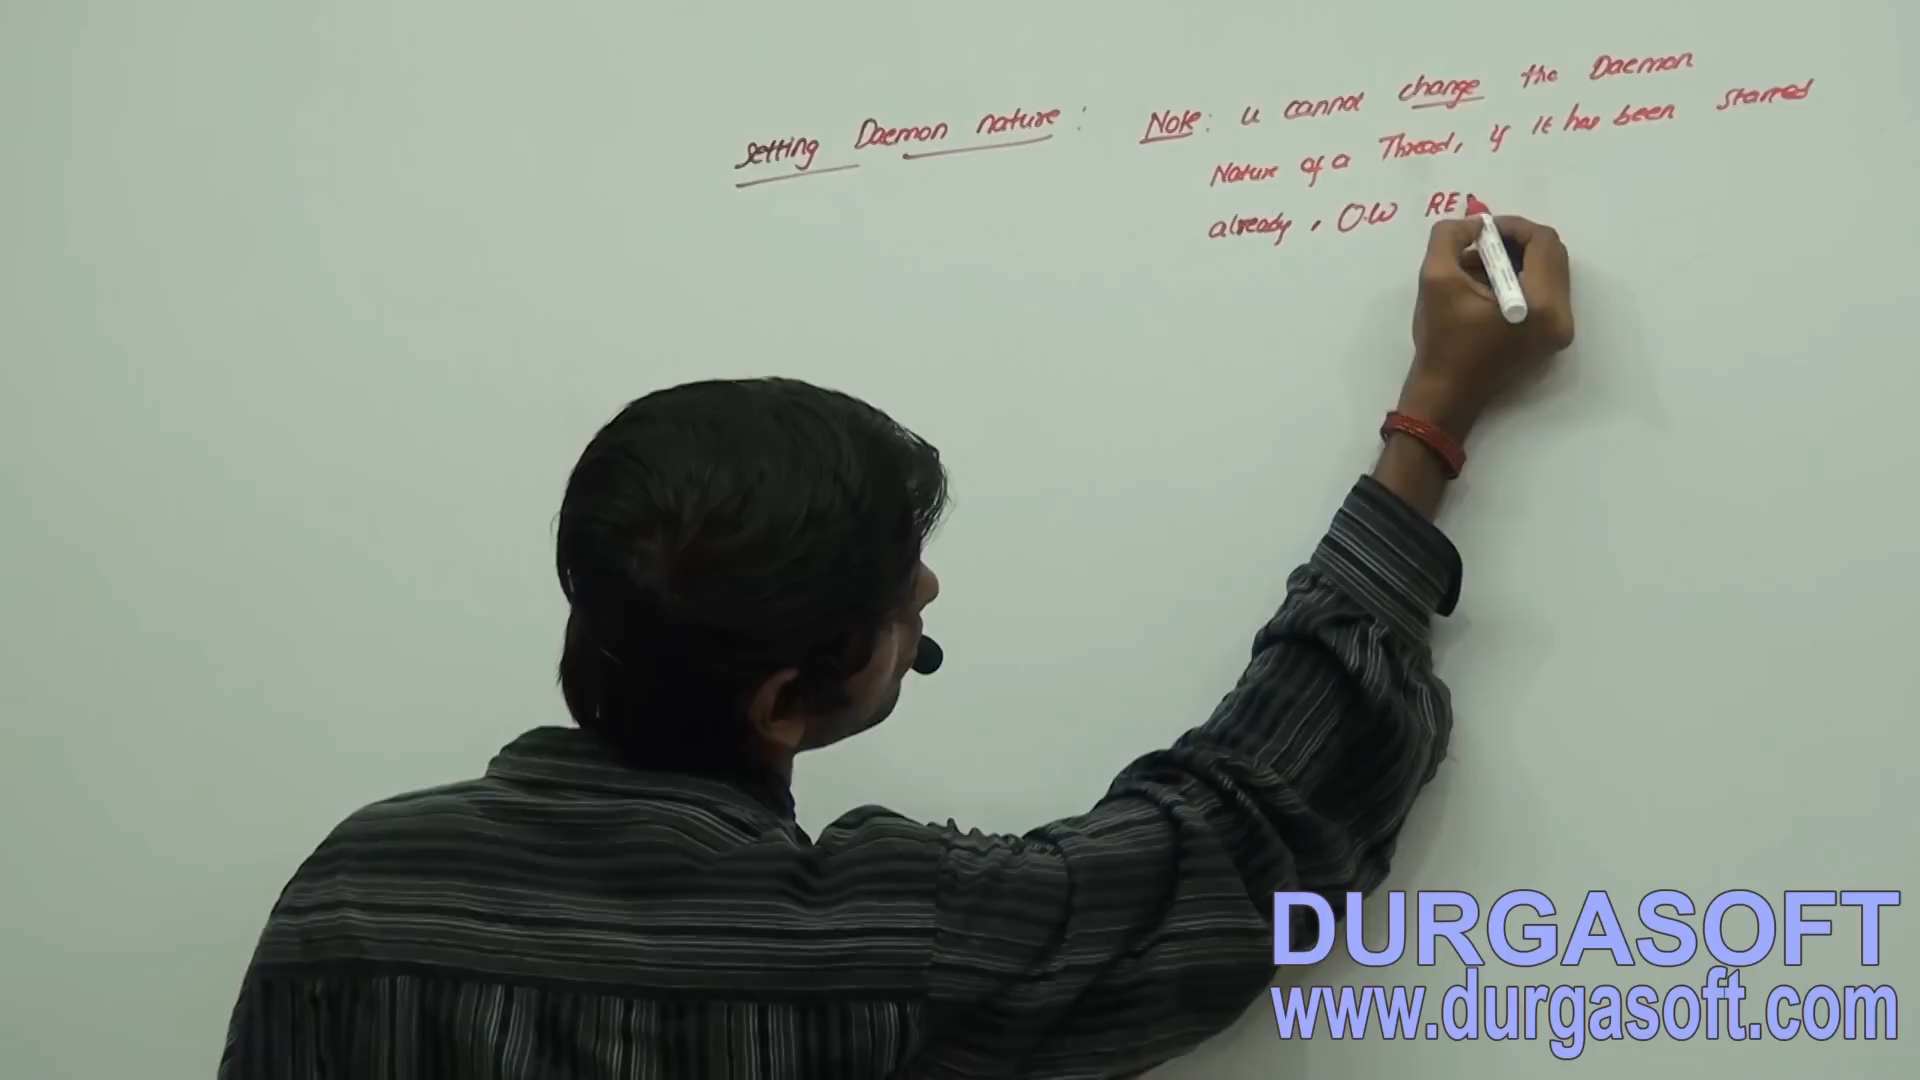 Setting Daemon nature : Note : u cannot change the Daemon
Nature of a Thread, if It has been started
already, O.W RE
DURGASOFT
www.durgasoft.com